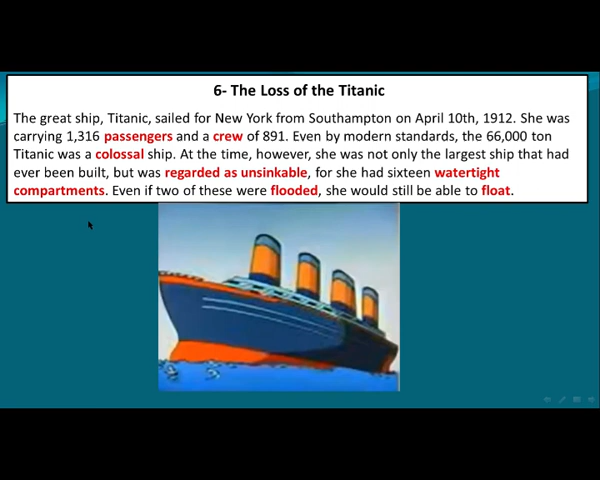 6- The Loss of the Titanic
The great ship, Titanic, sailed for New York from Southampton on April 10th, 1912. She was
carrying 1,316 passengers and a crew of 891. Even by modern standards, the 66,000 ton
Titanic was a colossal ship. At the time, however, she was not only the largest ship that had
ever been built, but was regarded as unsinkable, for she had sixteen watertight
compartments. Even if two of these were flooded, she would still be able to float.